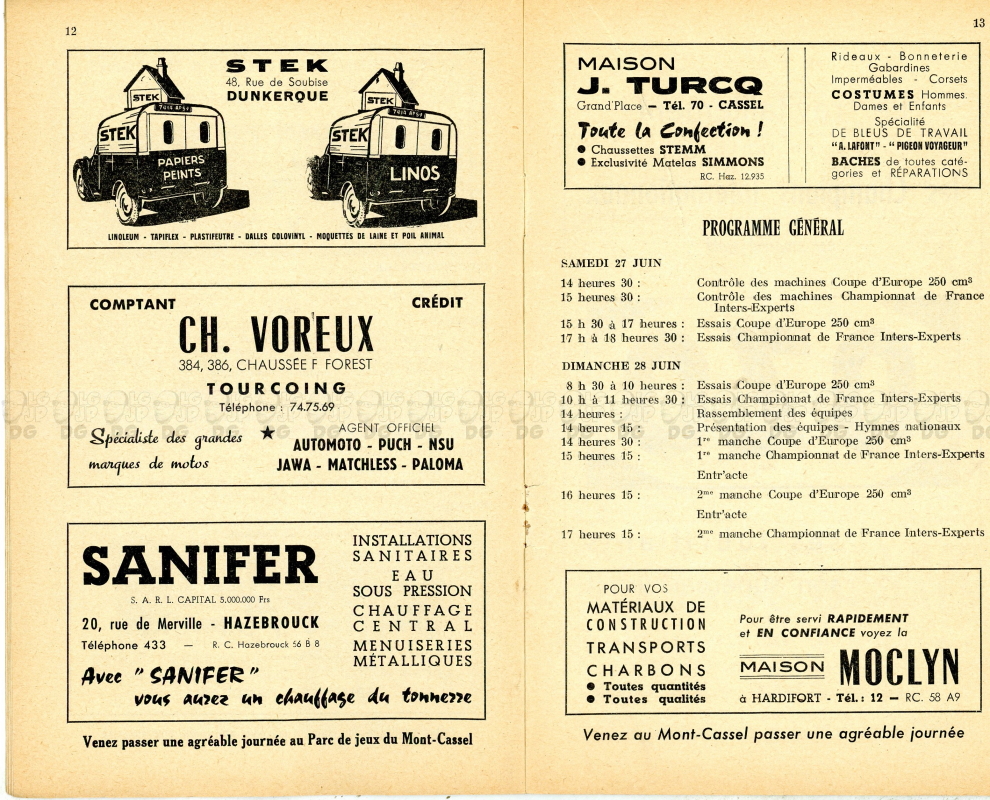 12
STEK
48, Rue de Soubise
DUNKERQUE
STEK
STEK
PAPIERS
PEINTS
STEK
STEK
LINOS
LINOLEUM - TAPIFLEX - PLASTIFEUTRE - DALLES COLOVINYL - MOQUETTES DE LAINE ET POIL ANIMAL
COMPTANT
CRÉDIT
CH. VOREUX
384, 386, CHAUSSÉE F FOREST
TOURCOING
Téléphone : 74.75.69
Spécialiste des grandes
marques de motos
★
AGENT OFFICIEL
AUTOMOTO - PUCH - NSU
JAWA - MATCHLESS - PALOMA
SANIFER
S. A. R. L. CAPITAL 5.000.000 Frs
20, rue de Merville - HAZEBROUCK
Téléphone 433 — R. C. Hazebrouck 56 B 8
Avec "SANIFER"
vous aurez un chauffage du tonnerre
INSTALLATIONS
SANITAIRES
EAU
SOUS PRESSION
CHAUFFAGE
CENTRAL
MENUISERIES
MÉTALLIQUES
Venez passer une agréable journée au Parc de jeux du Mont-Cassel
13
MAISON
J. TURCQ
Grand'Place — Tél. 70 - CASSEL
Toute la Confection !
● Chaussettes STEMM
● Exclusivité Matelas SIMMONS
RC. Haz. 12.935
Rideaux - Bonneterie
Gabardines
Imperméables - Corsets
COSTUMES Hommes.
Dames et Enfants
Spécialité
DE BLEUS DE TRAVAIL
"A. LAFONT" - "PIGEON VOYAGEUR"
BACHES de toutes caté-
gories et RÉPARATIONS
PROGRAMME GÉNÉRAL
SAMEDI 27 JUIN
14 heures 30 : Contrôle des machines Coupe d'Europe 250 cm³
15 heures 30 : Contrôle des machines Championnat de France
Inters-Experts
15 h 30 à 17 heures : Essais Coupe d'Europe 250 cm³
17 h à 18 heures 30 : Essais Championnat de France Inters-Experts
DIMANCHE 28 JUIN
8 h 30 à 10 heures : Essais Coupe d'Europe 250 cm³
10 h à 11 heures 30 : Essais Championnat de France Inters-Experts
14 heures : Rassemblement des équipes
14 heures 15 : Présentation des équipes - Hymnes nationaux
14 heures 30 : 1re manche Coupe d'Europe 250 cm³
15 heures 15 : 1re manche Championnat de France Inters-Experts
Entr'acte
16 heures 15 : 2me manche Coupe d'Europe 250 cm³
Entr'acte
17 heures 15 : 2me manche Championnat de France Inters-Experts
POUR VOS
MATÉRIAUX DE
CONSTRUCTION
TRANSPORTS
CHARBONS
● Toutes quantités
● Toutes qualités
Pour être servi RAPIDEMENT
et EN CONFIANCE voyez la
MAISON MOCLYN
à HARDIFORT - Tél. : 12 — RC. 58 A9
Venez au Mont-Cassel passer une agréable journée